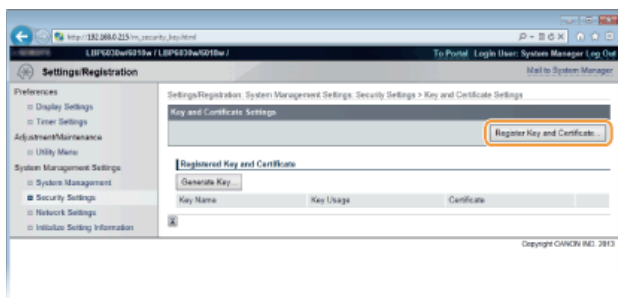 http://192.168.0.215/m_security_key.html
LBP6030w/6018w / LBP6030w/6018w /
To Portal Login User: System Manager Log Out
Settings/Registration
Mail to System Manager
Preferences
Display Settings
Timer Settings
Adjustment/Maintenance
Utility Menu
System Management Settings
System Management
Security Settings
Network Settings
Initialize Setting Information
Settings/Registration: System Management Settings: Security Settings > Key and Certificate Settings
Key and Certificate Settings
Register Key and Certificate...
Registered Key and Certificate
Generate Key...
Key Name Key Usage Certificate
Copyright CANON INC. 2013